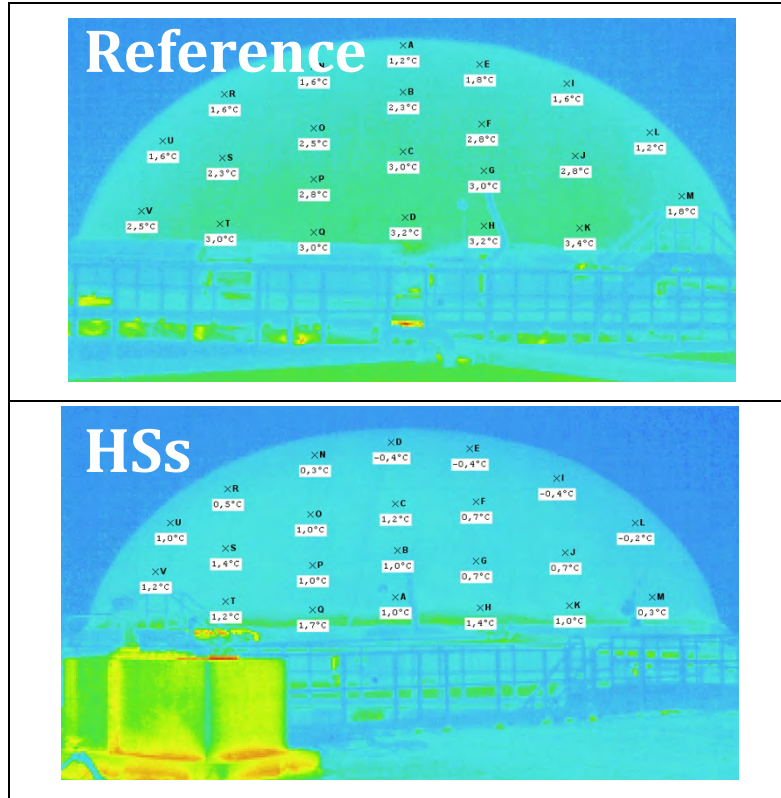 Reference
A
1,2°C
E
1,8°C
N
1,6°C
I
1,6°C
R
1,6°C
B
2,3°C
L
1,2°C
O
2,5°C
F
2,8°C
U
1,6°C
S
2,3°C
C
3,0°C
J
2,8°C
P
2,8°C
G
3,0°C
M
1,8°C
V
2,5°C
T
3,0°C
Q
3,0°C
D
3,2°C
H
3,2°C
K
3,4°C
HSs
D
-0,4°C
E
-0,4°C
N
0,3°C
I
-0,4°C
R
0,5°C
C
1,2°C
F
0,7°C
O
1,0°C
U
1,0°C
L
-0,2°C
S
1,4°C
B
1,0°C
J
0,7°C
P
1,0°C
G
0,7°C
V
1,2°C
T
1,2°C
A
1,0°C
M
0,3°C
Q
1,7°C
H
1,4°C
K
1,0°C